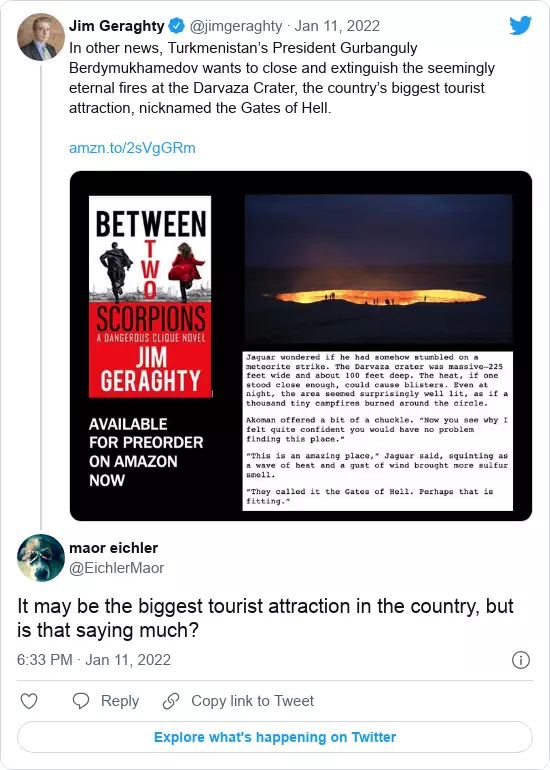 Jim Geraghty @jimgeraghty · Jan 11, 2022
In other news, Turkmenistan’s President Gurbanguly
Berdymukhamedov wants to close and extinguish the seemingly
eternal fires at the Darvaza Crater, the country’s biggest tourist
attraction, nicknamed the Gates of Hell.
amzn.to/2sVgGRm
BETWEEN
TWO
SCORPIONS
A DANGEROUS CLIQUE NOVEL
JIM
GERAGHTY
AVAILABLE
FOR PREORDER
ON AMAZON
NOW
Jaguar wondered if he had somehow stumbled on a
meteorite strike. The Darvaza crater was massive—225
feet wide and about 100 feet deep. The heat, if one
stood close enough, could cause blisters. Even at
night, the area seemed surprisingly well lit, as if a
thousand tiny campfires burned around the circle.
Akoman offered a bit of a chuckle. “Now you see why I
felt quite confident you would have no problem
finding this place.”
“This is an amazing place,” Jaguar said, squinting as
a wave of heat and a gust of wind brought more sulfur
smell.
“They called it the Gates of Hell. Perhaps that is
fitting.”
maor eichler
@EichlerMaor
It may be the biggest tourist attraction in the country, but
is that saying much?
6:33 PM · Jan 11, 2022
Reply
Copy link to Tweet
Explore what's happening on Twitter